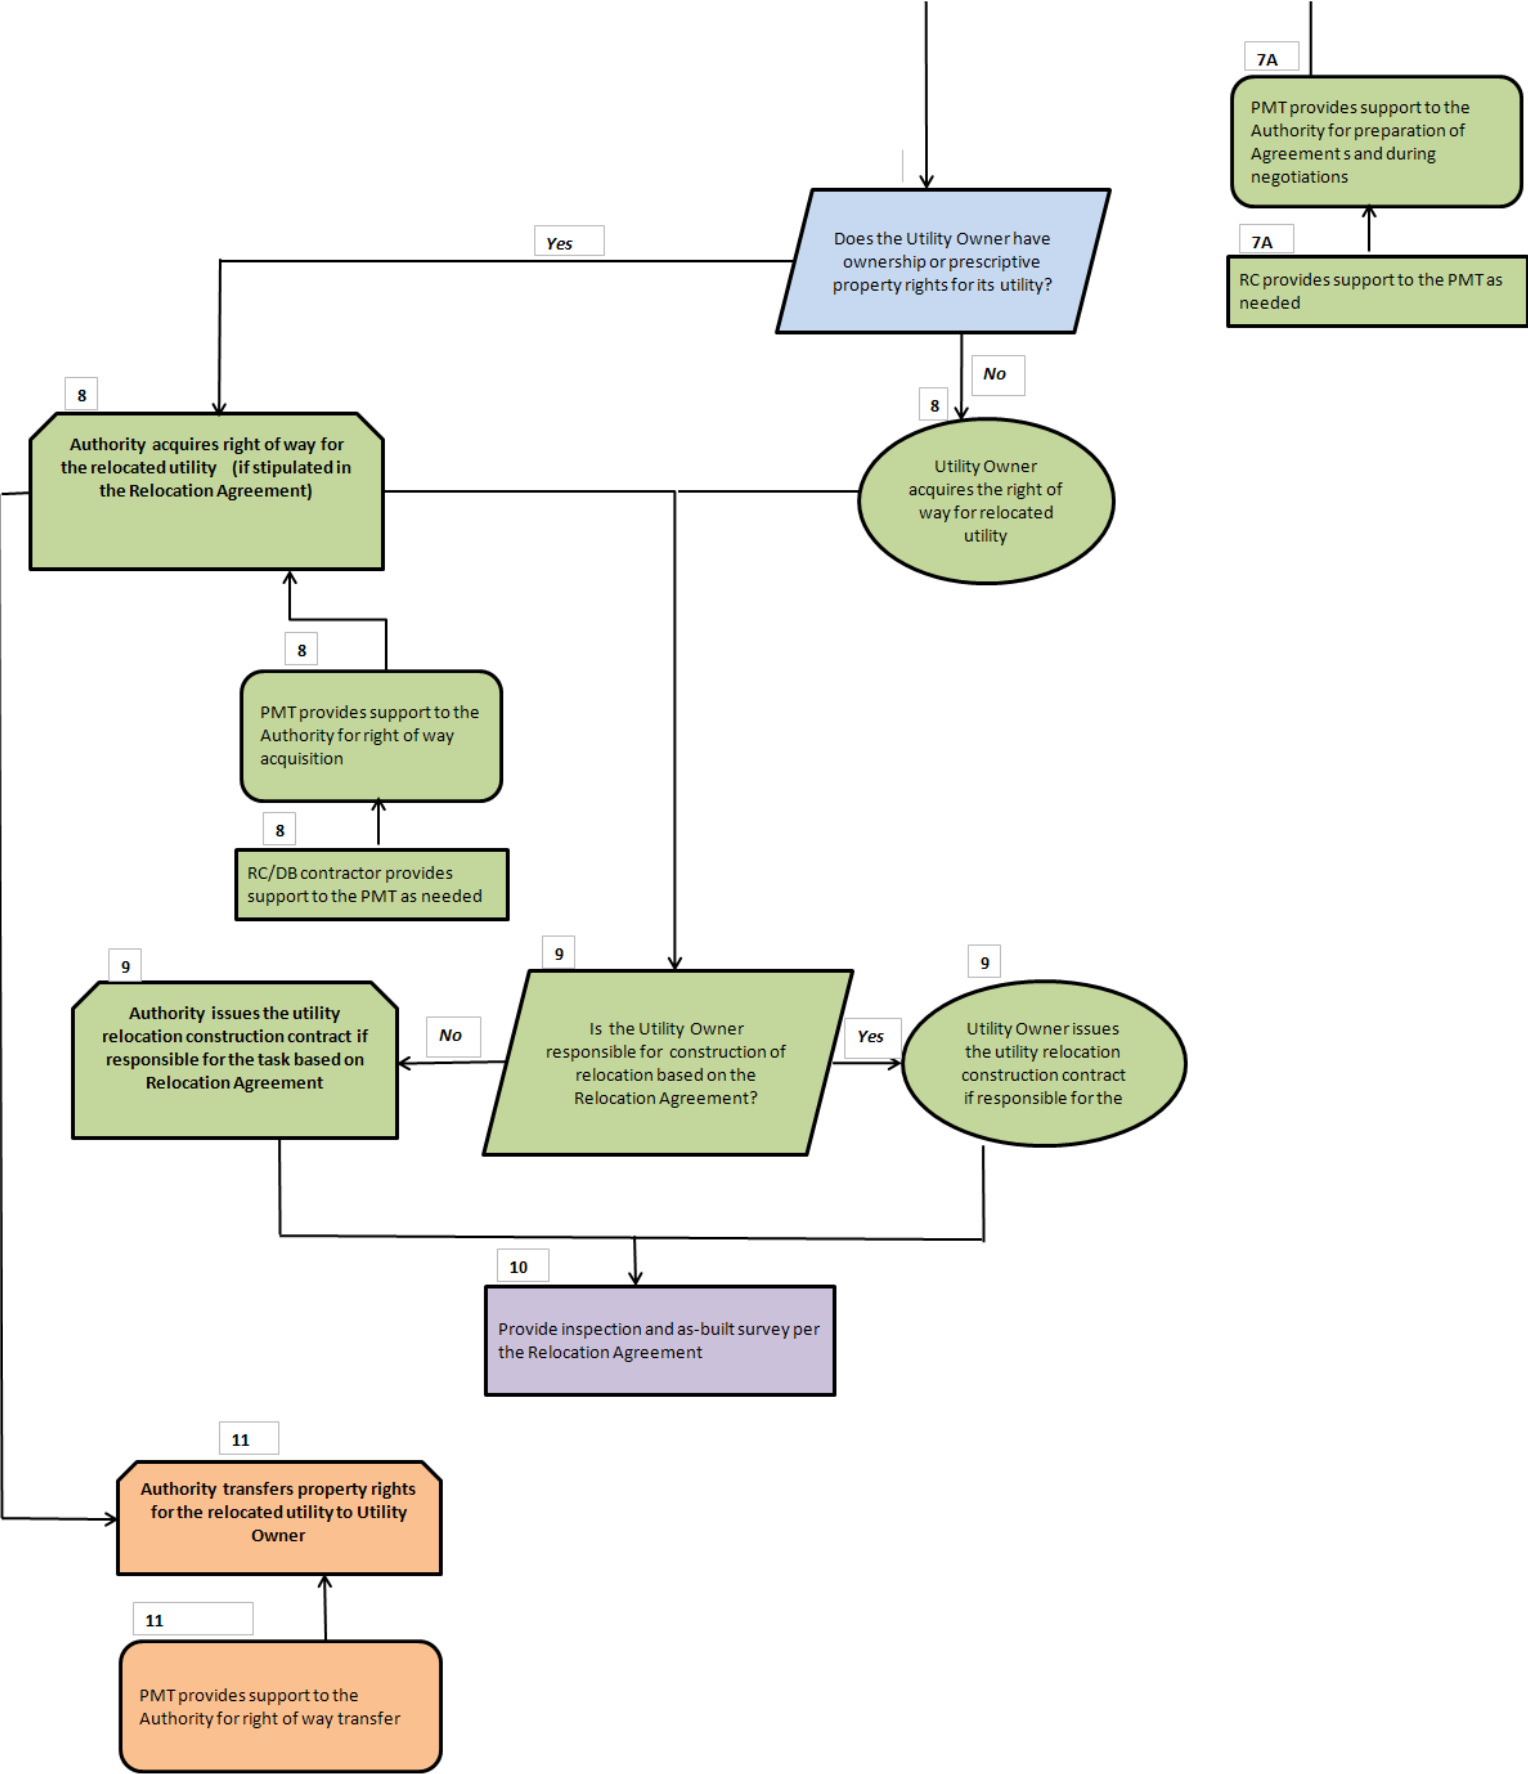 7A
PMT provides support to the
Authority for preparation of
Agreement s and during
negotiations
7A
RC provides support to the PMT as
needed
Does the Utility Owner have
ownership or prescriptive
property rights for its utility?
Yes
No
8
Authority acquires right of way for
the relocated utility (if stipulated in
the Relocation Agreement)
8
Utility Owner
acquires the right of
way for relocated
utility
8
PMT provides support to the
Authority for right of way
acquisition
8
RC/DB contractor provides
support to the PMT as needed
9
Authority issues the utility
relocation construction contract if
responsible for the task based on
Relocation Agreement
No
9
Is the Utility Owner
responsible for construction of
relocation based on the
Relocation Agreement?
Yes
9
Utility Owner issues
the utility relocation
construction contract
if responsible for the
10
Provide inspection and as-built survey per
the Relocation Agreement
11
Authority transfers property rights
for the relocated utility to Utility
Owner
11
PMT provides support to the
Authority for right of way transfer